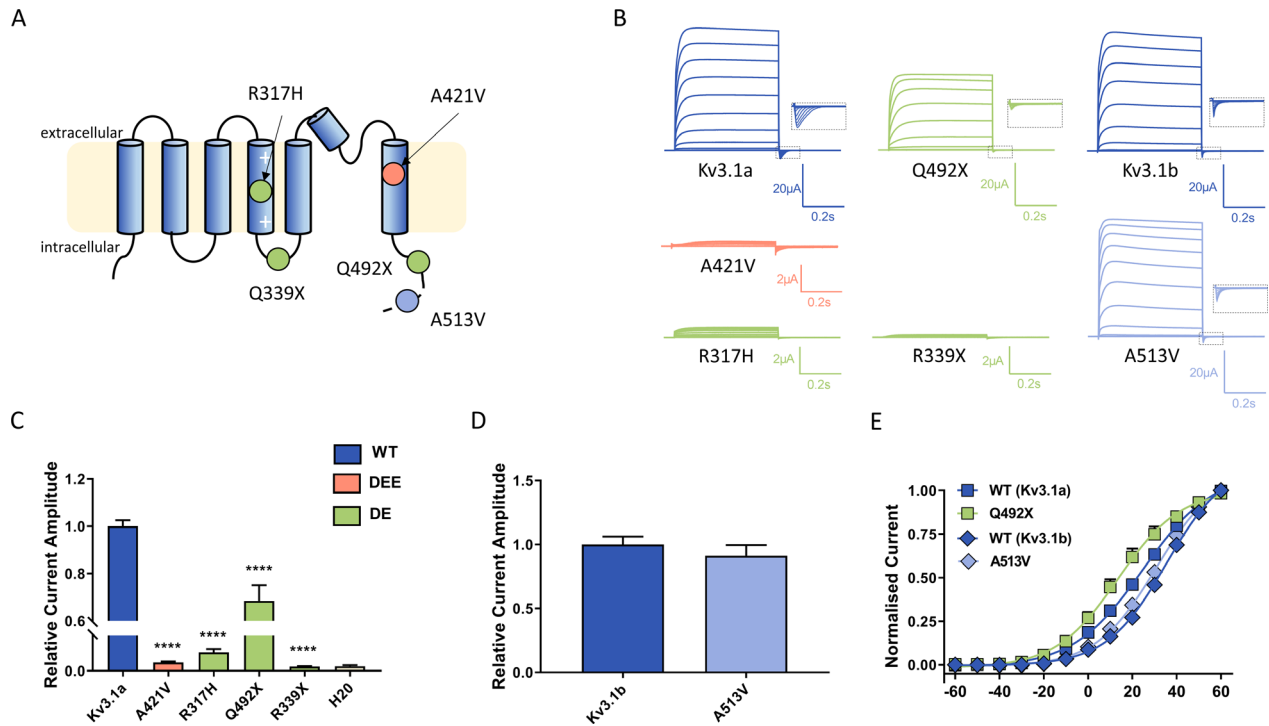 A
R317H
A421V
extracellular
+
+
intracellular
Q339X
Q492X
A513V
B
Kv3.1a
20µA
0.2s
Q492X
20µA
0.2s
Kv3.1b
20µA
0.2s
A421V
2µA
0.2s
R317H
2µA
0.2s
R339X
2µA
0.2s
A513V
20µA
0.2s
C
Relative Current Amplitude
1.2
1.0
0.8
0.6
0.0
****
****
****
****
Kv3.1a
A421V
R317H
Q492X
R339X
H20
WT
DEE
DE
D
Relative Current Amplitude
1.5
1.0
0.5
0.0
Kv3.1b
A513V
E
Normalised Current
1.00
0.75
0.50
0.25
0.00
-60
-40
-20
0
20
40
60
WT (Kv3.1a)
Q492X
WT (Kv3.1b)
A513V